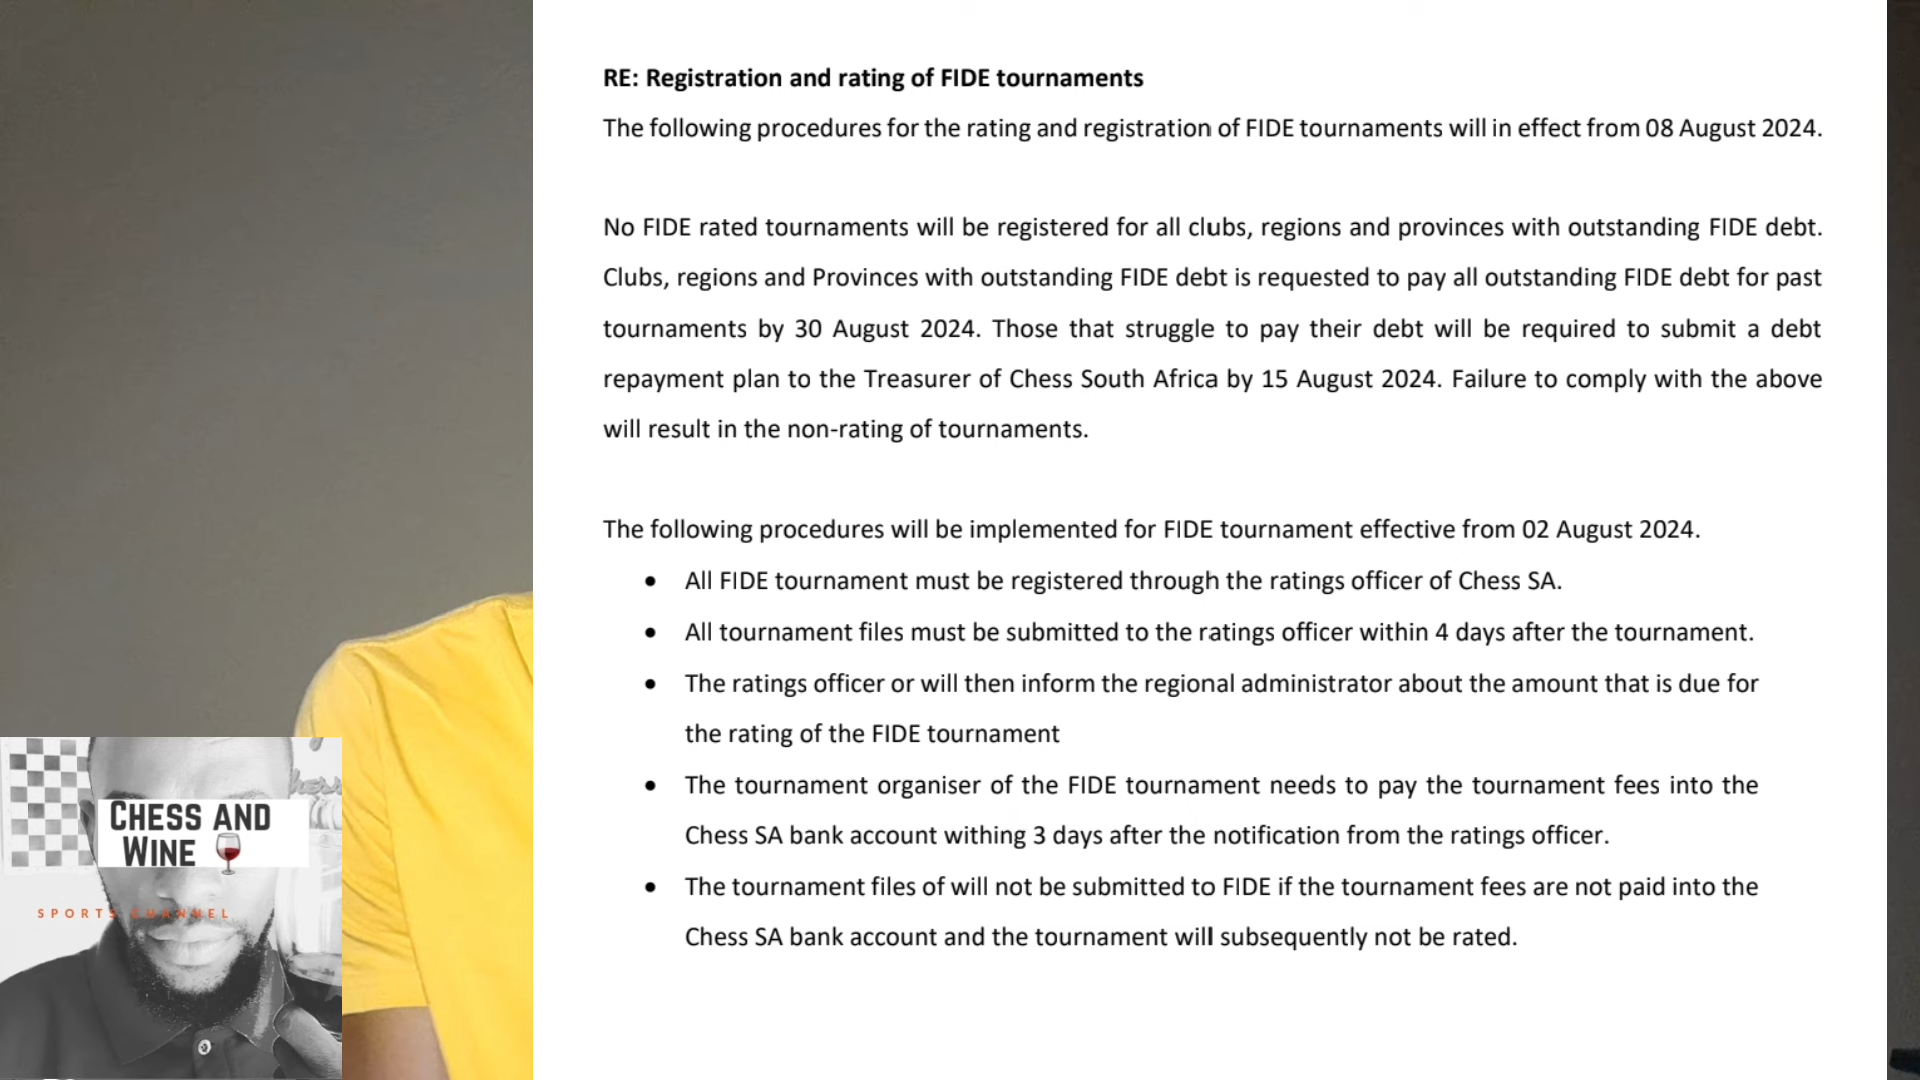 RE: Registration and rating of FIDE tournaments
The following procedures for the rating and registration of FIDE tournaments will in effect from 08 August 2024.
No FIDE rated tournaments will be registered for all clubs, regions and provinces with outstanding FIDE debt.
Clubs, regions and Provinces with outstanding FIDE debt is requested to pay all outstanding FIDE debt for past
tournaments by 30 August 2024. Those that struggle to pay their debt will be required to submit a debt
repayment plan to the Treasurer of Chess South Africa by 15 August 2024. Failure to comply with the above
will result in the non-rating of tournaments.
The following procedures will be implemented for FIDE tournament effective from 02 August 2024.
• All FIDE tournament must be registered through the ratings officer of Chess SA.
• All tournament files must be submitted to the ratings officer within 4 days after the tournament.
• The ratings officer or will then inform the regional administrator about the amount that is due for
the rating of the FIDE tournament
• The tournament organiser of the FIDE tournament needs to pay the tournament fees into the
Chess SA bank account withing 3 days after the notification from the ratings officer.
• The tournament files of will not be submitted to FIDE if the tournament fees are not paid into the
Chess SA bank account and the tournament will subsequently not be rated.
CHESS AND
WINE
SPORTS CHANNEL